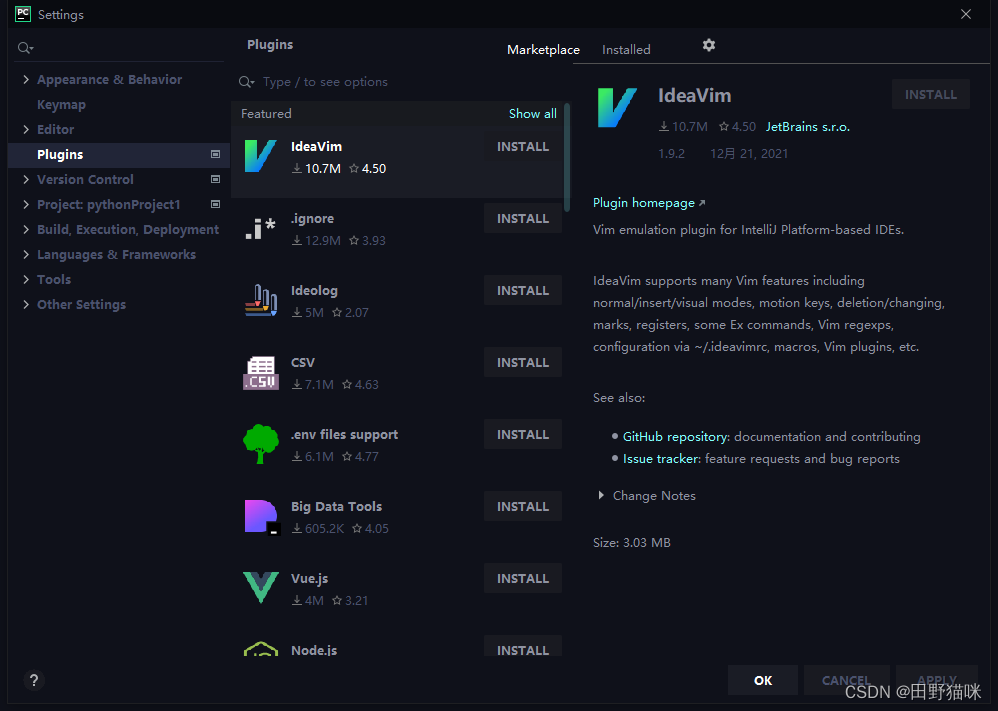 PC
Settings
Plugins
Marketplace Installed
Type / to see options
Appearance & Behavior
Keymap
Editor
Plugins
Version Control
Project: pythonProject1
Build, Execution, Deployment
Languages & Frameworks
Tools
Other Settings
Featured Show all
IdeaVim INSTALL
10.7M 4.50
.i*
.ignore INSTALL
12.9M 3.93
Ideolog INSTALL
5M 2.07
.CSV
CSV INSTALL
7.1M 4.63
.env files support INSTALL
6.1M 4.77
Big Data Tools INSTALL
605.2K 4.05
Vue.js INSTALL
4M 3.21
Node.js INSTALL
IdeaVim INSTALL
10.7M 4.50 JetBrains s.r.o.
1.9.2 12月 21, 2021
Plugin homepage ↗
Vim emulation plugin for IntelliJ Platform-based IDEs.
IdeaVim supports many Vim features including
normal/insert/visual modes, motion keys, deletion/changing,
marks, registers, some Ex commands, Vim regexps,
configuration via ~/.ideavimrc, macros, Vim plugins, etc.
See also:
• GitHub repository: documentation and contributing
• Issue tracker: feature requests and bug reports
Change Notes
Size: 3.03 MB
?
OK CANCEL APPLY
CSDN @田野猫咪